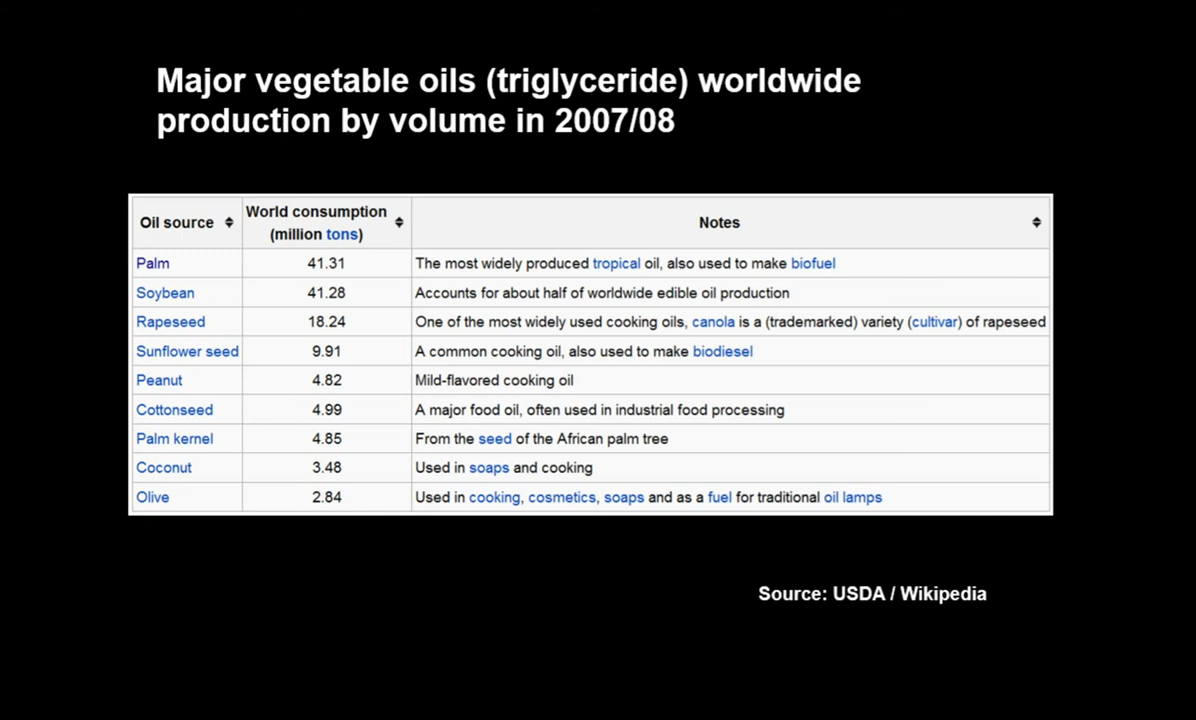 Major vegetable oils (triglyceride) worldwide
production by volume in 2007/08
Oil source World consumption (million tons) Notes
Palm 41.31 The most widely produced tropical oil, also used to make biofuel
Soybean 41.28 Accounts for about half of worldwide edible oil production
Rapeseed 18.24 One of the most widely used cooking oils, canola is a (trademarked) variety (cultivar) of rapeseed
Sunflower seed 9.91 A common cooking oil, also used to make biodiesel
Peanut 4.82 Mild-flavored cooking oil
Cottonseed 4.99 A major food oil, often used in industrial food processing
Palm kernel 4.85 From the seed of the African palm tree
Coconut 3.48 Used in soaps and cooking
Olive 2.84 Used in cooking, cosmetics, soaps and as a fuel for traditional oil lamps
Source: USDA / Wikipedia